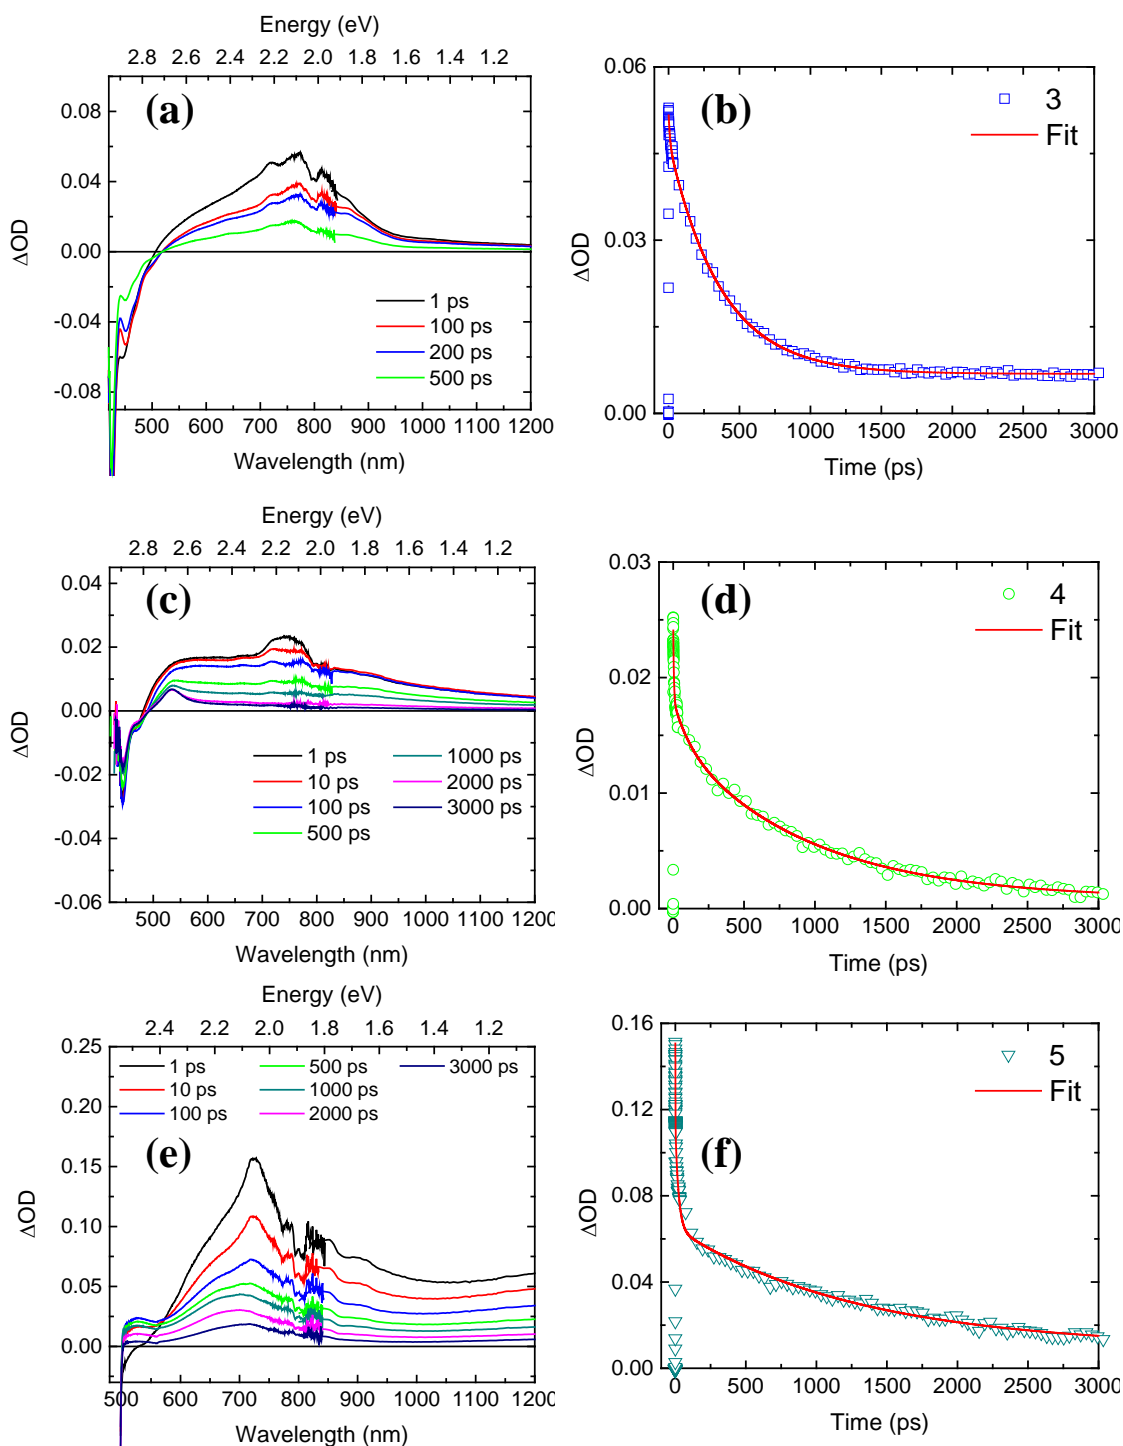 Energy (eV)
2.8 2.6 2.4 2.2 2.0 1.8 1.6 1.4 1.2
(a)
0.08
0.04
0.00
-0.04
-0.08
ΔOD
1 ps
100 ps
200 ps
500 ps
500 600 700 800 900 1000 1100 1200
Wavelength (nm)
(b)
3
Fit
0.06
0.03
0.00
ΔOD
0 500 1000 1500 2000 2500 3000
Time (ps)
Energy (eV)
2.8 2.6 2.4 2.2 2.0 1.8 1.6 1.4 1.2
(c)
0.04
0.02
0.00
-0.02
-0.04
-0.06
ΔOD
1 ps 1000 ps
10 ps 2000 ps
100 ps 3000 ps
500 ps
500 600 700 800 900 1000 1100 1200
Wavelength (nm)
(d)
4
Fit
0.03
0.02
0.01
0.00
ΔOD
0 500 1000 1500 2000 2500 3000
Time (ps)
Energy (eV)
2.4 2.2 2.0 1.8 1.6 1.4 1.2
1 ps 500 ps 3000 ps
10 ps 1000 ps
100 ps 2000 ps
(e)
0.25
0.20
0.15
0.10
0.05
0.00
ΔOD
500 600 700 800 900 1000 1100 1200
Wavelength (nm)
(f)
5
Fit
0.16
0.12
0.08
0.04
0.00
ΔOD
0 500 1000 1500 2000 2500 3000
Time (ps)